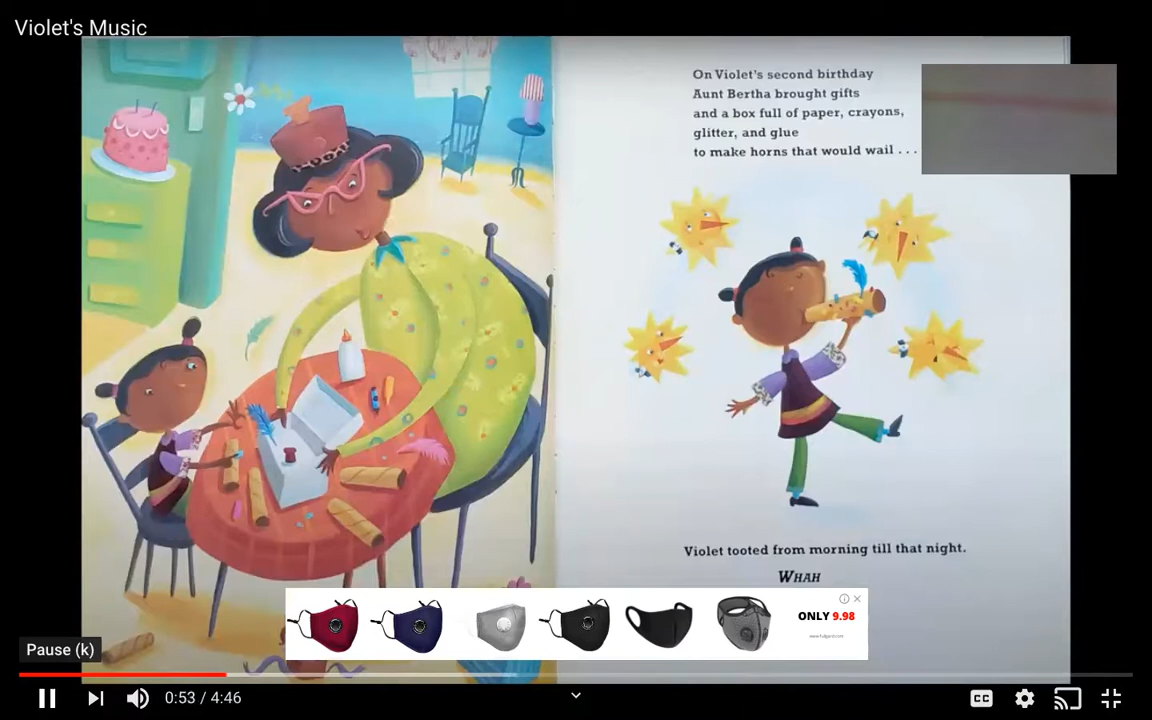 Violet's Music
On Violet's second birthday
Aunt Bertha brought gifts
and a box full of paper, crayons,
glitter, and glue
to make horns that would wail . . .
Violet tooted from morning till that night.
WHAH
ONLY 9.98
Pause (k)
0:53 / 4:46
CC